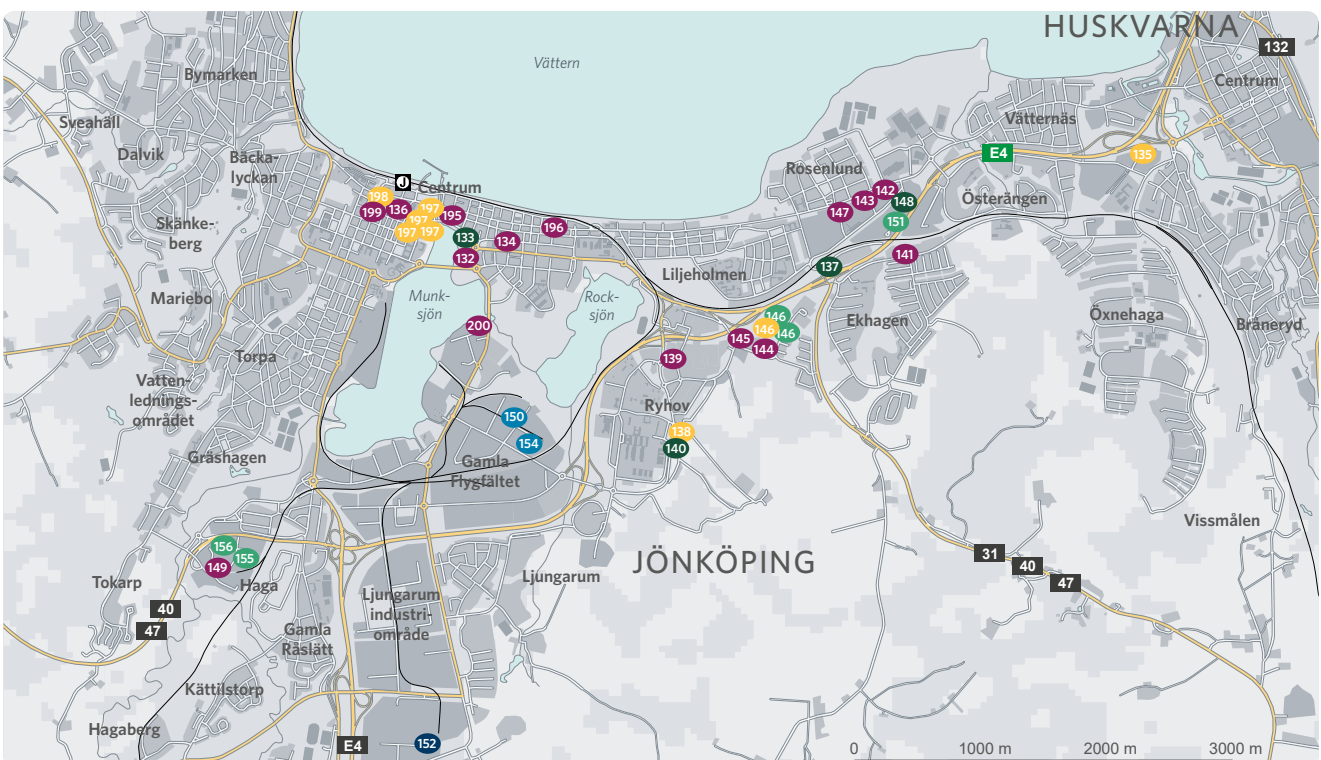 HUSKVARNA
132
Vättern
Bymarken
Centrum
Sveahäll
Vätternäs
Dalvik
E4
135
Bäcka-
lyckan
Rosenlund
J
Centrum
142
198
143
148
Österängen
199
136
197
195
147
197
151
Skänke-
berg
197
197
133
134
196
141
132
137
Liljeholmen
Mariebo
Munk-
sjön
Rock-
sjön
146
Ekhagen
Öxnehaga
Bråneryd
200
146
146
145
144
Torpa
139
Vatten-
lednings-
området
Ryhov
150
138
154
140
Gräshagen
Gamla
Flygfältet
Vissmålen
156
155
149
JÖNKÖPING
31
40
47
Tokarp
Haga
Ljungarum
40
47
Ljungarum
industri-
område
Gamla
Råslätt
Kättilstorp
Hagaberg
E4
152
0
1000 m
2000 m
3000 m